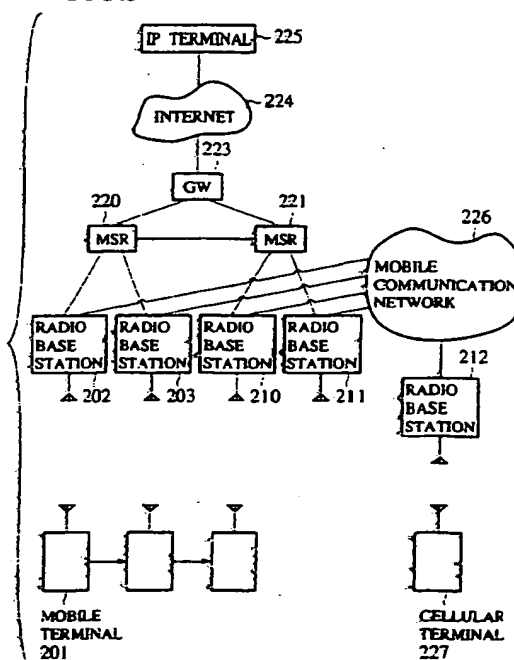 IP TERMINAL
225
INTERNET
224
223
GW
220
221
MSR
MSR
226
MOBILE
COMMUNICATION
NETWORK
RADIO
BASE
STATION
202
RADIO
BASE
STATION
203
RADIO
BASE
STATION
210
RADIO
BASE
STATION
211
212
RADIO
BASE
STATION
MOBILE
TERMINAL
201
CELLULAR
TERMINAL
227